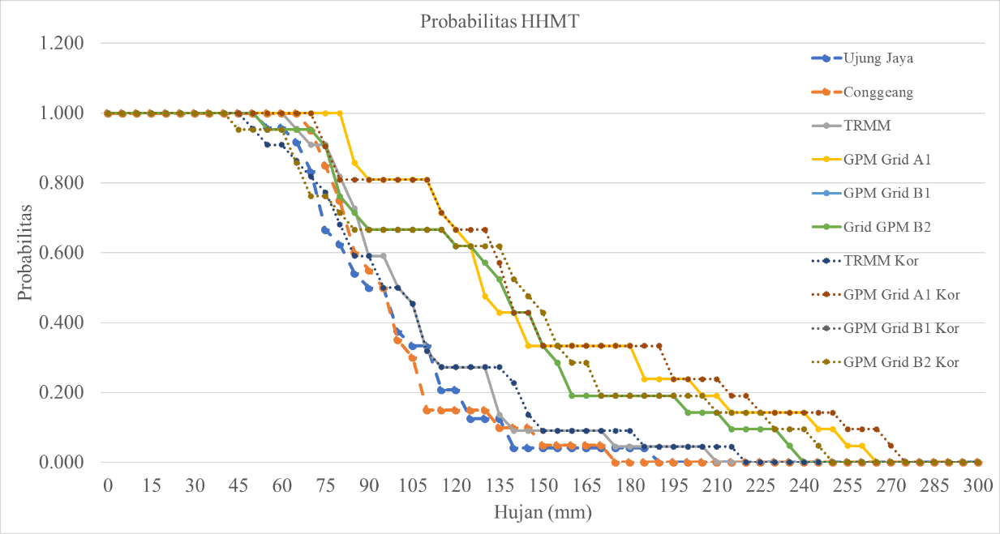 Probabilitas HHMT
1.200
1.000
0.800
0.600
0.400
0.200
0.000
Probabilitas
0 15 30 45 60 75 90 105 120 135 150 165 180 195 210 225 240 255 270 285 300
Hujan (mm)
Ujung Jaya
Conggeang
TRMM
GPM Grid A1
GPM Grid B1
Grid GPM B2
TRMM Kor
GPM Grid A1 Kor
GPM Grid B1 Kor
GPM Grid B2 Kor